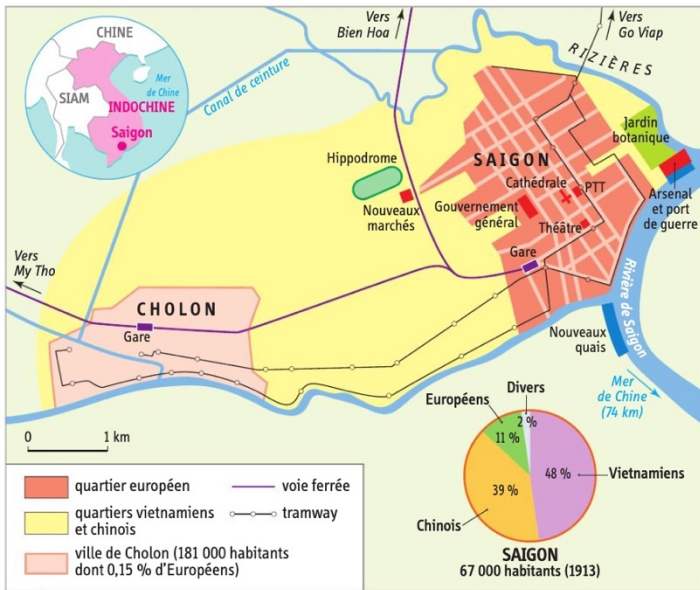 CHINE
Mer
de Chine
SIAM
INDOCHINE
Saigon
Canal de ceinture
Vers
Bien Hoa
Vers
Go Viap
RIZIÈRES
Jardin
botanique
SAIGON
Hippodrome
Cathédrale
PTT
Arsenal
et port
de guerre
Nouveaux
marchés
Gouvernement
général
Théâtre
Gare
Vers
My Tho
CHOLON
Gare
Rivière de Saigon
Nouveaux
quais
Mer
de Chine
(74 km)
0 1 km
Européens
Divers
2 %
11 %
48 %
Vietnamiens
39 %
Chinois
SAIGON
67 000 habitants (1913)
quartier européen
voie ferrée
quartiers vietnamiens
et chinois
tramway
ville de Cholon (181 000 habitants
dont 0,15 % d'Européens)